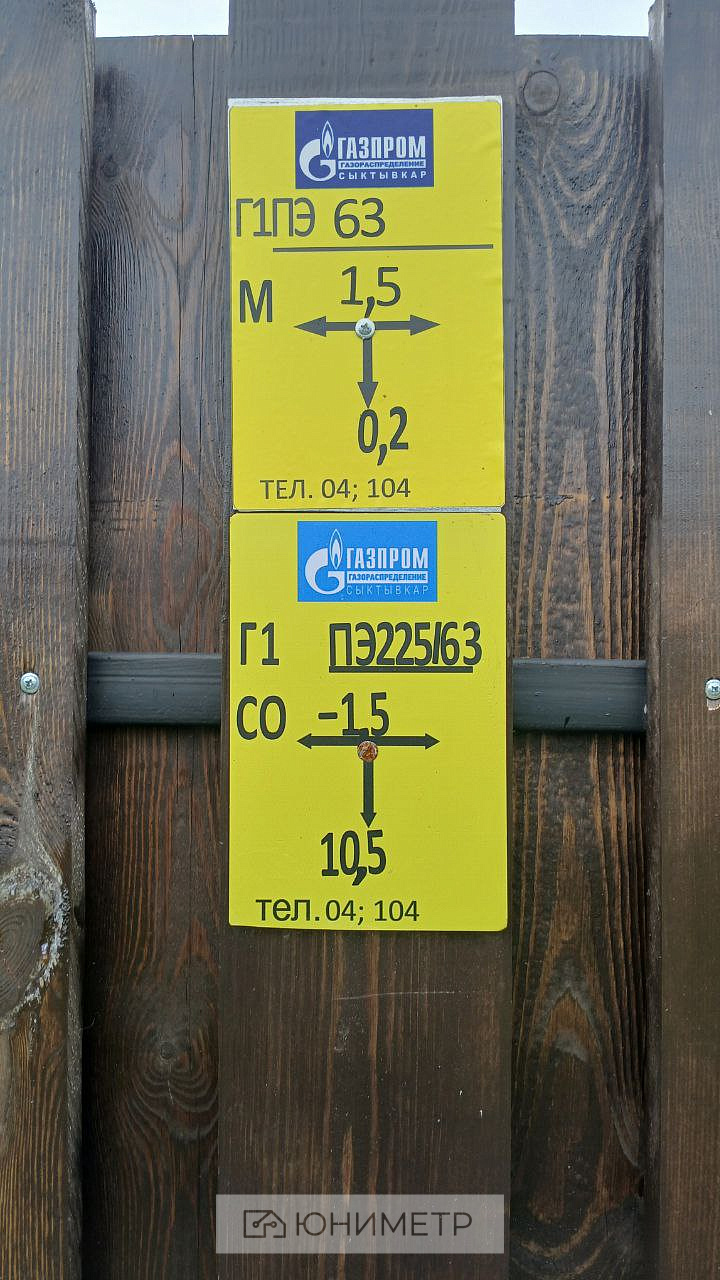 ГАЗПРОМ
ГАЗОРАСПРЕДЕЛЕНИЕ
СЫКТЫВКАР
Г1ПЭ 63
М 1,5
0,2
ТЕЛ. 04; 104
ГАЗПРОМ
ГАЗОРАСПРЕДЕЛЕНИЕ
СЫКТЫВКАР
Г1 ПЭ225/63
СО -1,5
10,5
тел. 04; 104
ЮНИМЕТР